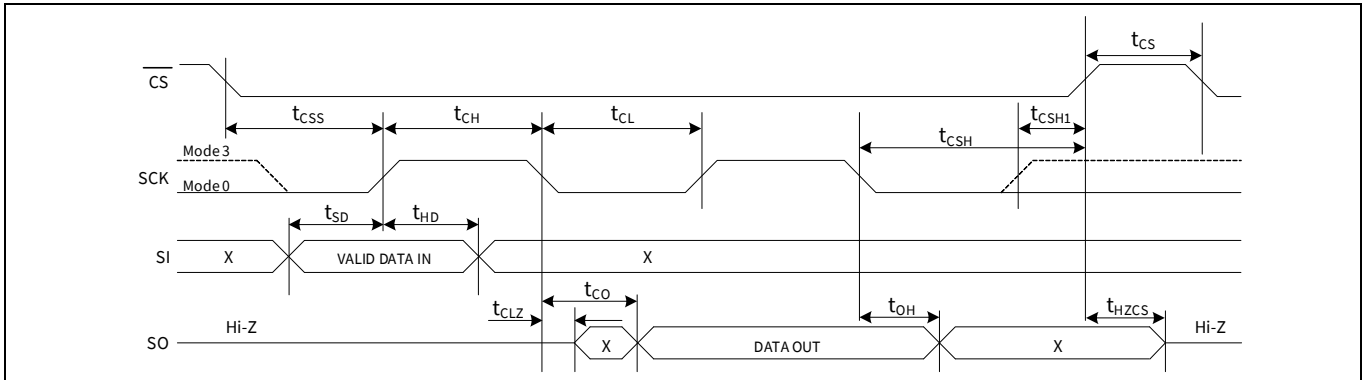 tCS
CS
tCSS
tCH
tCL
tCSH1
tCSH
Mode 3
SCK
Mode 0
tSD
tHD
SI
X
VALID DATA IN
X
tCO
tCLZ
tOH
tHZCS
Hi-Z
Hi-Z
SO
X
DATA OUT
X